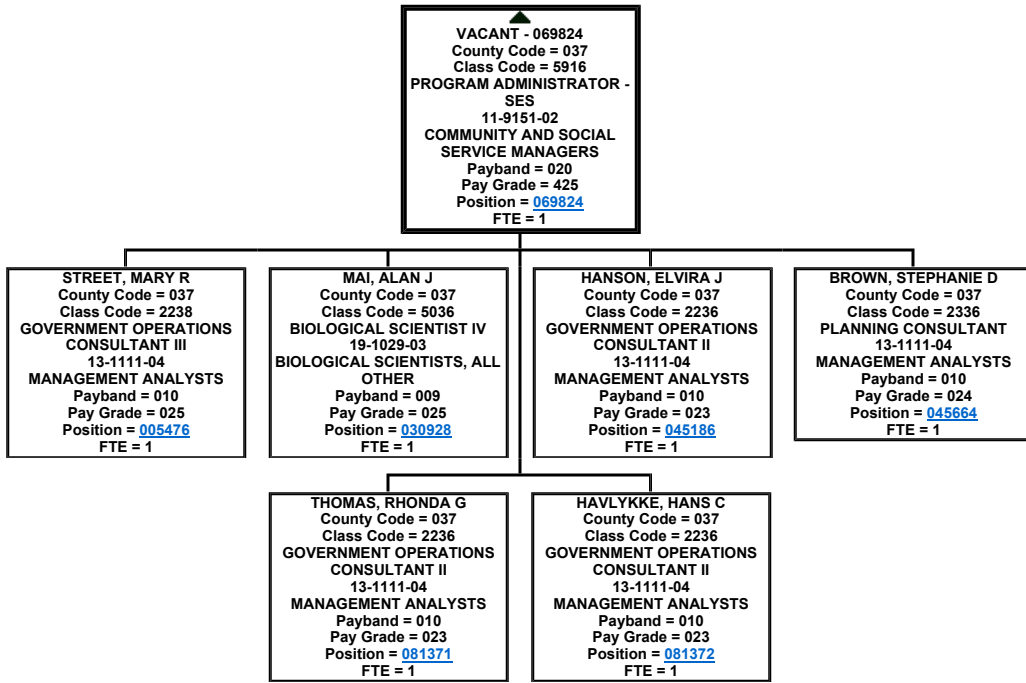 VACANT - 069824
County Code = 037
Class Code = 5916
PROGRAM ADMINISTRATOR -
SES
11-9151-02
COMMUNITY AND SOCIAL
SERVICE MANAGERS
Payband = 020
Pay Grade = 425
Position = 069824
FTE = 1
STREET, MARY R
County Code = 037
Class Code = 2238
GOVERNMENT OPERATIONS
CONSULTANT III
13-1111-04
MANAGEMENT ANALYSTS
Payband = 010
Pay Grade = 025
Position = 005476
FTE = 1
MAI, ALAN J
County Code = 037
Class Code = 5036
BIOLOGICAL SCIENTIST IV
19-1029-03
BIOLOGICAL SCIENTISTS, ALL
OTHER
Payband = 009
Pay Grade = 025
Position = 030928
FTE = 1
HANSON, ELVIRA J
County Code = 037
Class Code = 2236
GOVERNMENT OPERATIONS
CONSULTANT II
13-1111-04
MANAGEMENT ANALYSTS
Payband = 010
Pay Grade = 023
Position = 045186
FTE = 1
BROWN, STEPHANIE D
County Code = 037
Class Code = 2336
PLANNING CONSULTANT
13-1111-04
MANAGEMENT ANALYSTS
Payband = 010
Pay Grade = 024
Position = 045664
FTE = 1
THOMAS, RHONDA G
County Code = 037
Class Code = 2236
GOVERNMENT OPERATIONS
CONSULTANT II
13-1111-04
MANAGEMENT ANALYSTS
Payband = 010
Pay Grade = 023
Position = 081371
FTE = 1
HAVLYKKE, HANS C
County Code = 037
Class Code = 2236
GOVERNMENT OPERATIONS
CONSULTANT II
13-1111-04
MANAGEMENT ANALYSTS
Payband = 010
Pay Grade = 023
Position = 081372
FTE = 1